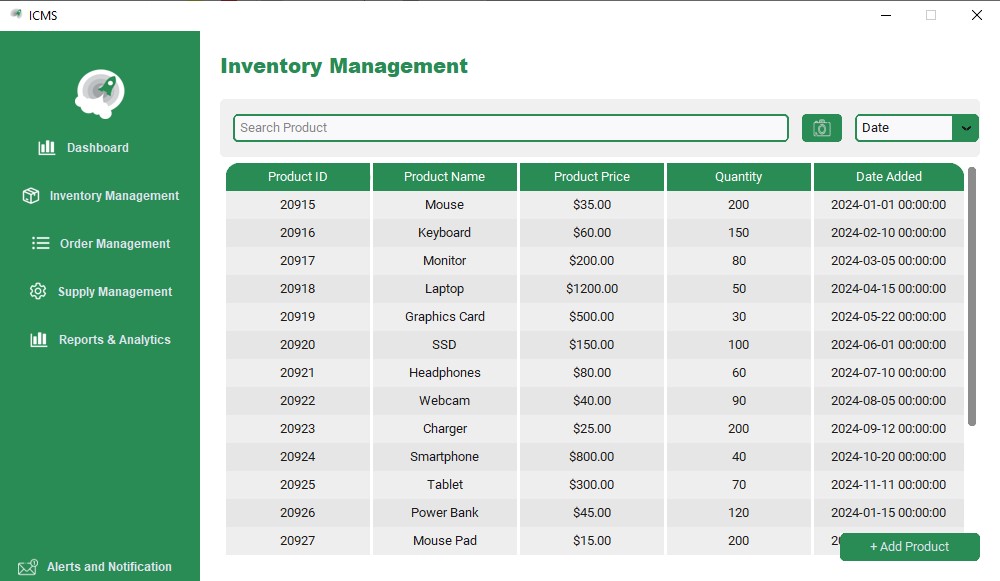 ICMS
Dashboard
Inventory Management
Order Management
Supply Management
Reports & Analytics
Alerts and Notification
Inventory Management
Search Product
Date
Product ID Product Name Product Price Quantity Date Added
20915 Mouse $35.00 200 2024-01-01 00:00:00
20916 Keyboard $60.00 150 2024-02-10 00:00:00
20917 Monitor $200.00 80 2024-03-05 00:00:00
20918 Laptop $1200.00 50 2024-04-15 00:00:00
20919 Graphics Card $500.00 30 2024-05-22 00:00:00
20920 SSD $150.00 100 2024-06-01 00:00:00
20921 Headphones $80.00 60 2024-07-10 00:00:00
20922 Webcam $40.00 90 2024-08-05 00:00:00
20923 Charger $25.00 200 2024-09-12 00:00:00
20924 Smartphone $800.00 40 2024-10-20 00:00:00
20925 Tablet $300.00 70 2024-11-11 00:00:00
20926 Power Bank $45.00 120 2024-01-15 00:00:00
20927 Mouse Pad $15.00 200
+ Add Product